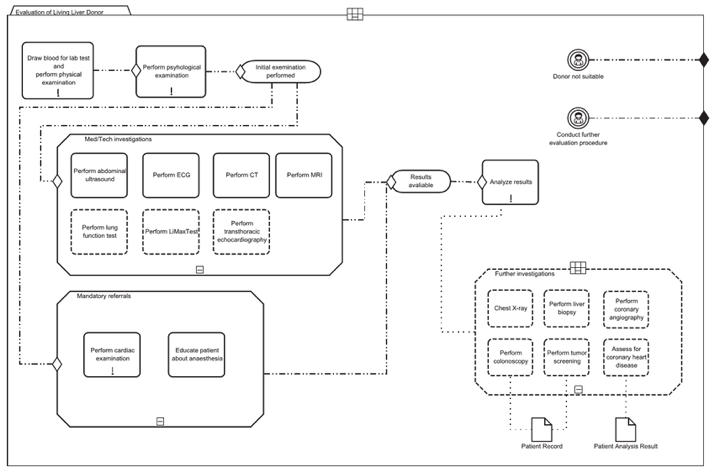 Evaluation of Living Liver Donor
Draw blood for lab test
and
perform physical
examination
!
Perform psyhological
examination
!
Initial exemination
performed
Donor not suitable
Conduct further
evaluation procedure
Med/Tech investigations
Perform abdominal
ultrasound
Perform ECG
Perform CT
Perform MRI
Perform lung
function test
Perform LiMaxTest
Perform
transthoracic
echocardiography
Results
avaliable
Analyze results
!
Mandatory referrals
Perform cardiac
examination
!
Educate patient
about anaesthesia
Further investigations
Chest X-ray
Perform liver
biopsy
Perform
coronary
angiography
Perform
colonoscopy
Perform tumor
screening
Assess for
coronary heart
disease
Patient Record
Patient Analysis Result